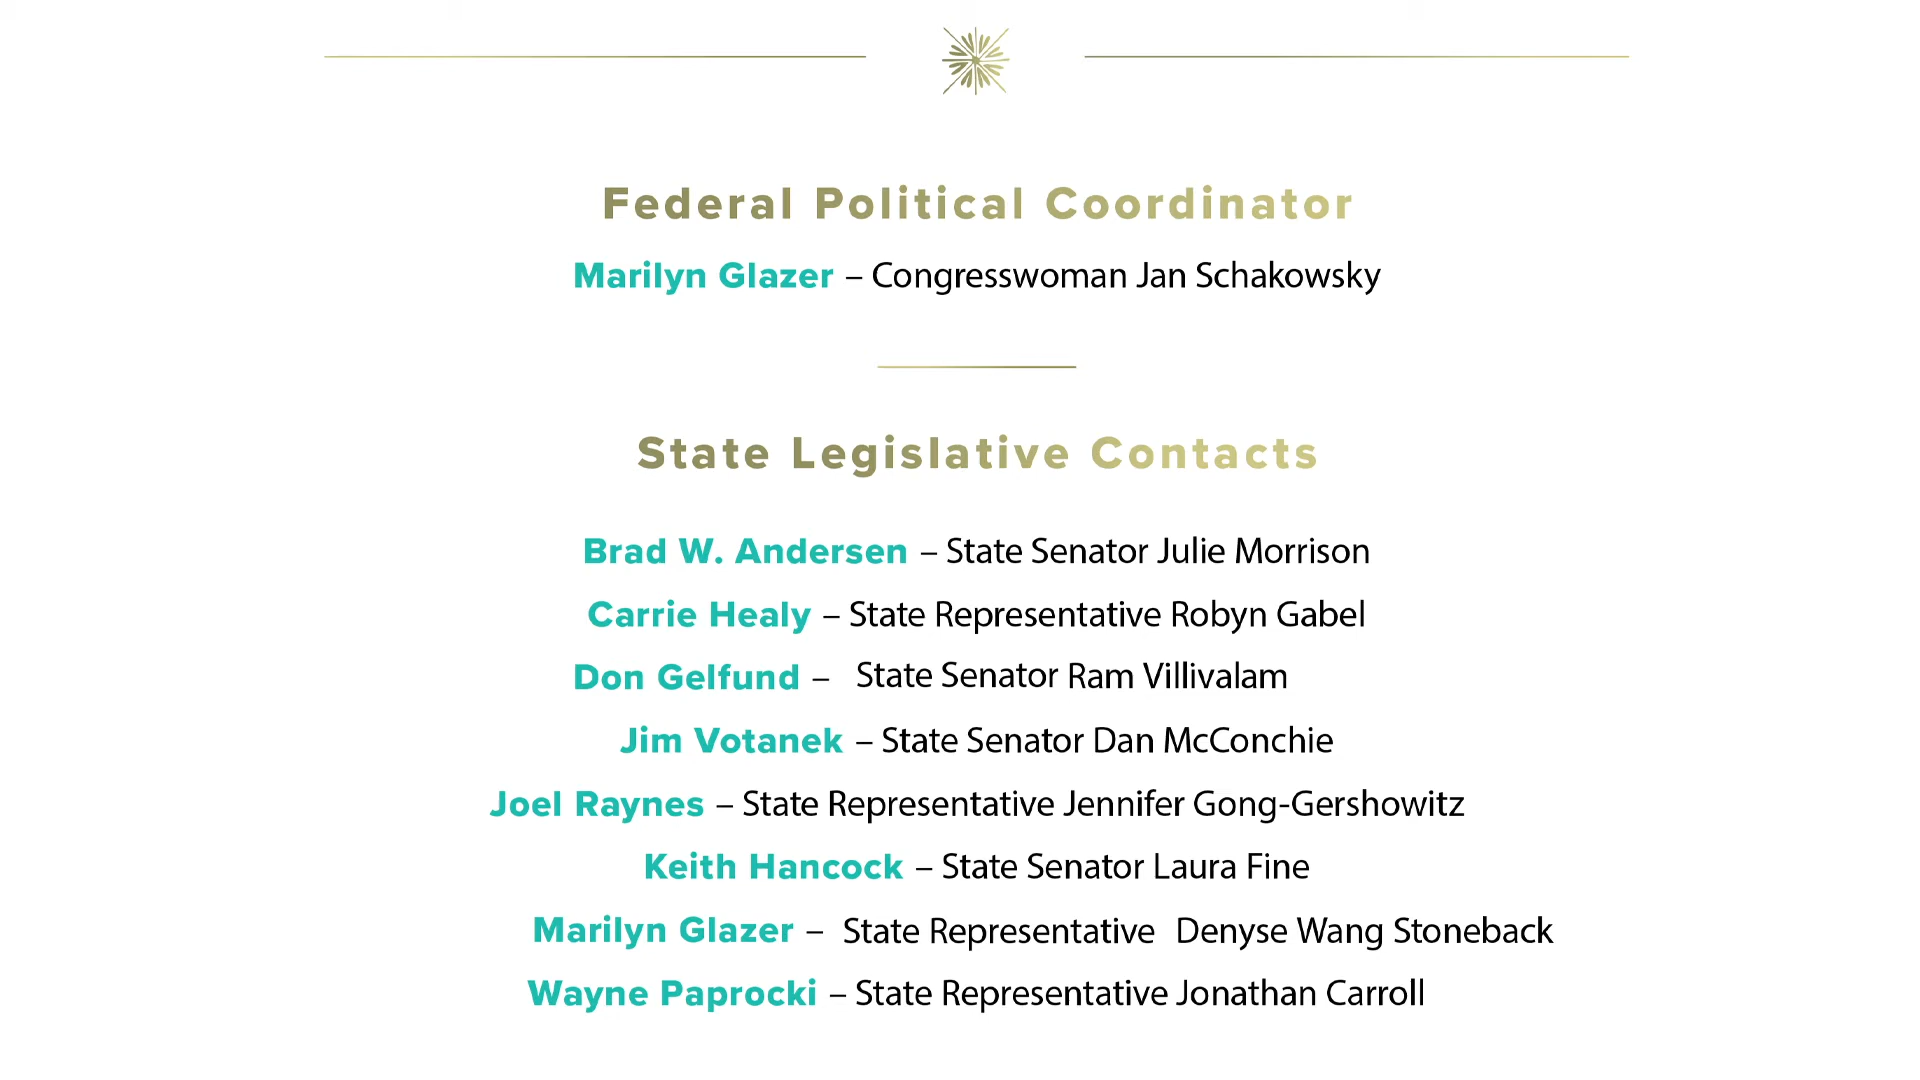 Federal Political Coordinator
Marilyn Glazer – Congresswoman Jan Schakowsky
State Legislative Contacts
Brad W. Andersen – State Senator Julie Morrison
Carrie Healy – State Representative Robyn Gabel
Don Gelfund – State Senator Ram Villivalam
Jim Votanek – State Senator Dan McConchie
Joel Raynes – State Representative Jennifer Gong-Gershowitz
Keith Hancock – State Senator Laura Fine
Marilyn Glazer – State Representative Denyse Wang Stoneback
Wayne Paprocki – State Representative Jonathan Carroll